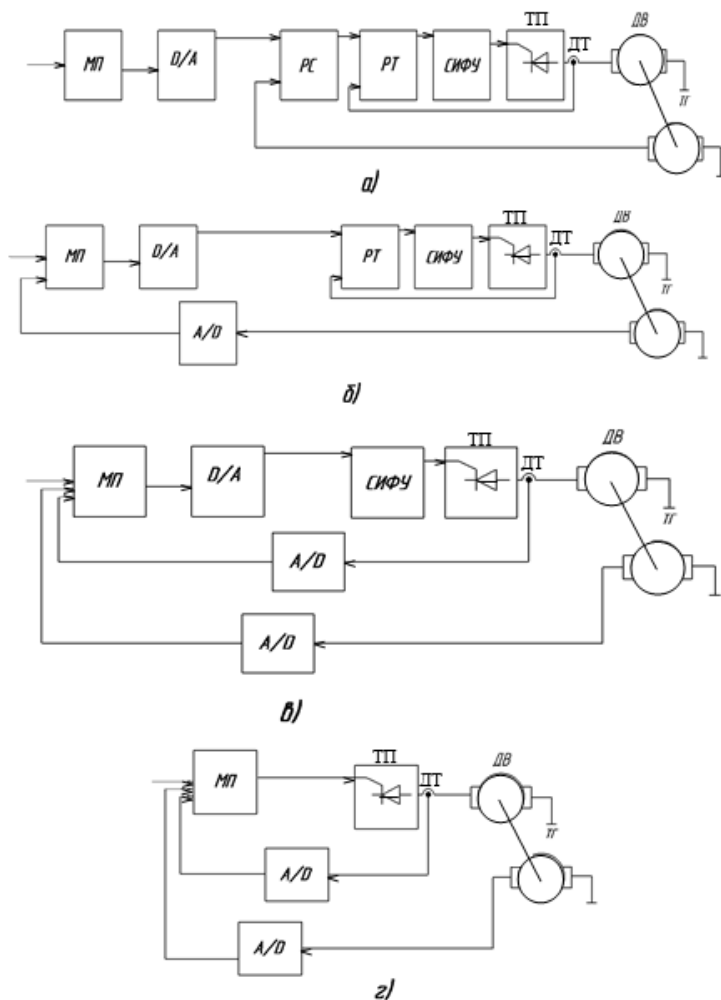 ТП
ДВ
МП
D/A
РС
РТ
СИФУ
ДТ
ТГ
а)
ТП
ДВ
МП
D/A
РТ
СИФУ
ДТ
ТГ
A/D
б)
ТП
ДВ
МП
D/A
СИФУ
ДТ
ТГ
A/D
A/D
в)
ТП
ДВ
МП
ДТ
ТГ
A/D
A/D
г)